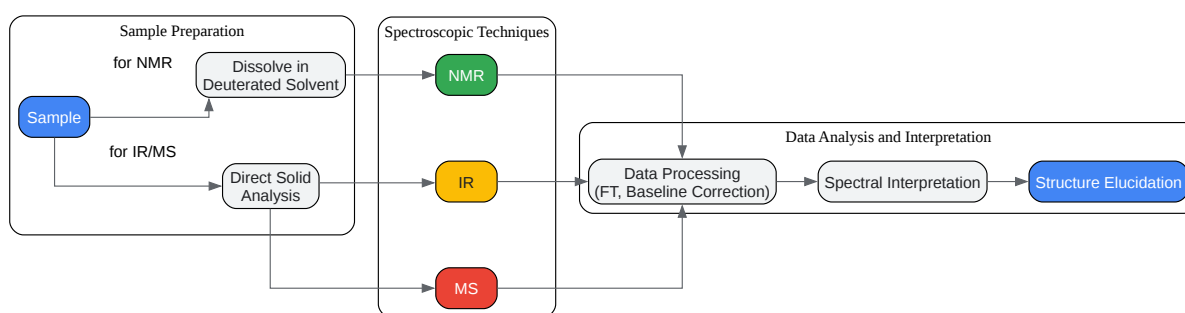 Sample Preparation
for NMR
Dissolve in
Deuterated Solvent
Sample
for IR/MS
Direct Solid
Analysis
Spectroscopic Techniques
NMR
IR
MS
Data Analysis and Interpretation
Data Processing
(FT, Baseline Correction)
Spectral Interpretation
Structure Elucidation